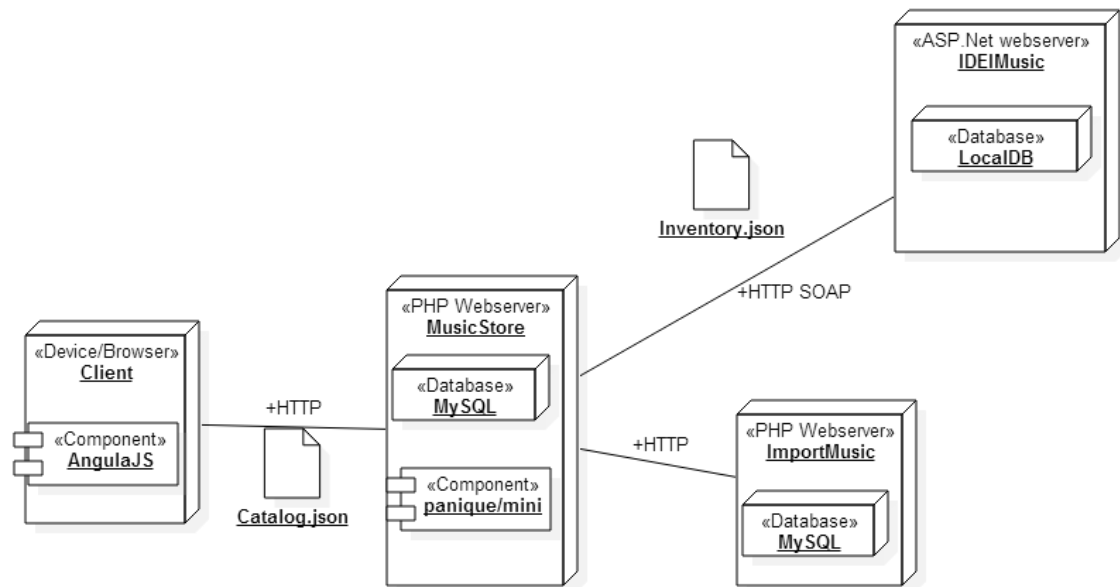 «ASP.Net webserver»
IDEIMusic
«Database»
LocalDB
Inventory.json
+HTTP SOAP
«PHP Webserver»
MusicStore
«Database»
MySQL
«Component»
panique/mini
«Device/Browser»
Client
«Component»
AngulaJS
+HTTP
Catalog.json
+HTTP
«PHP Webserver»
ImportMusic
«Database»
MySQL